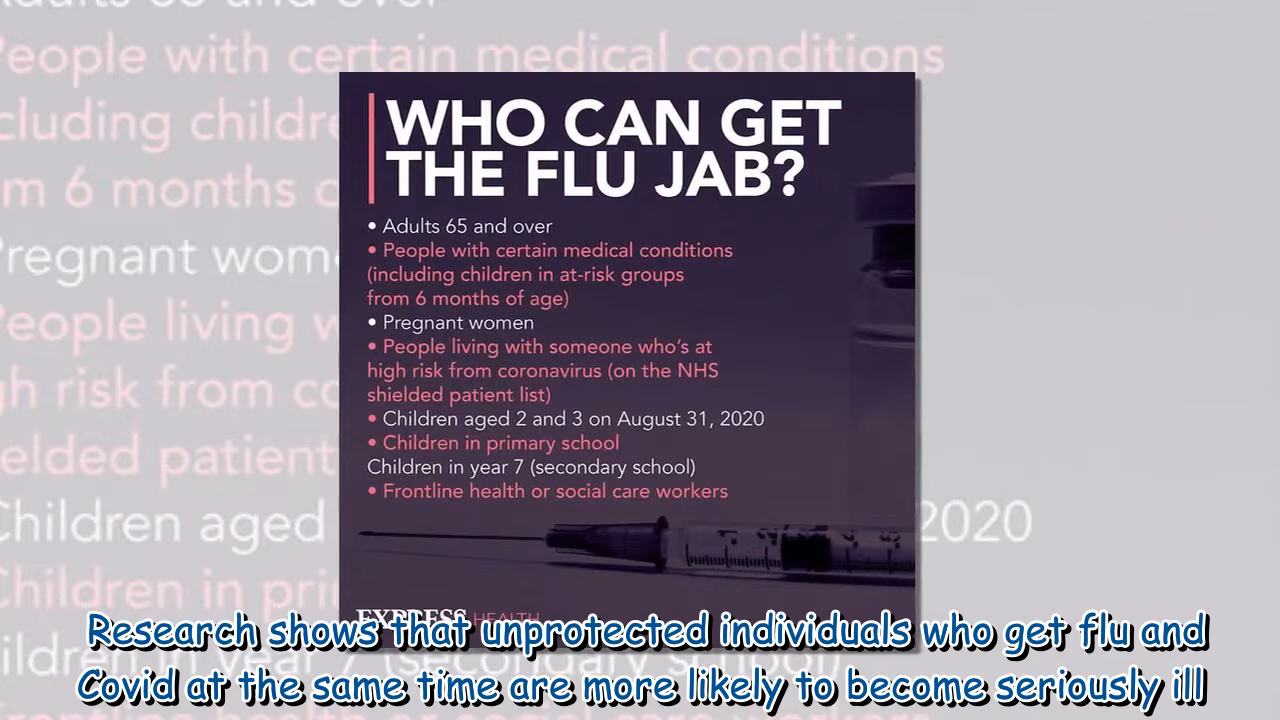 WHO CAN GET
THE FLU JAB?
• Adults 65 and over
• People with certain medical conditions
(including children in at-risk groups
from 6 months of age)
• Pregnant women
• People living with someone who's at
high risk from coronavirus (on the NHS
shielded patient list)
• Children aged 2 and 3 on August 31, 2020
• Children in primary school
Children in year 7 (secondary school)
• Frontline health or social care workers
EXPRESS HEALTH
Research shows that unprotected individuals who get flu and
Covid at the same time are more likely to become seriously ill